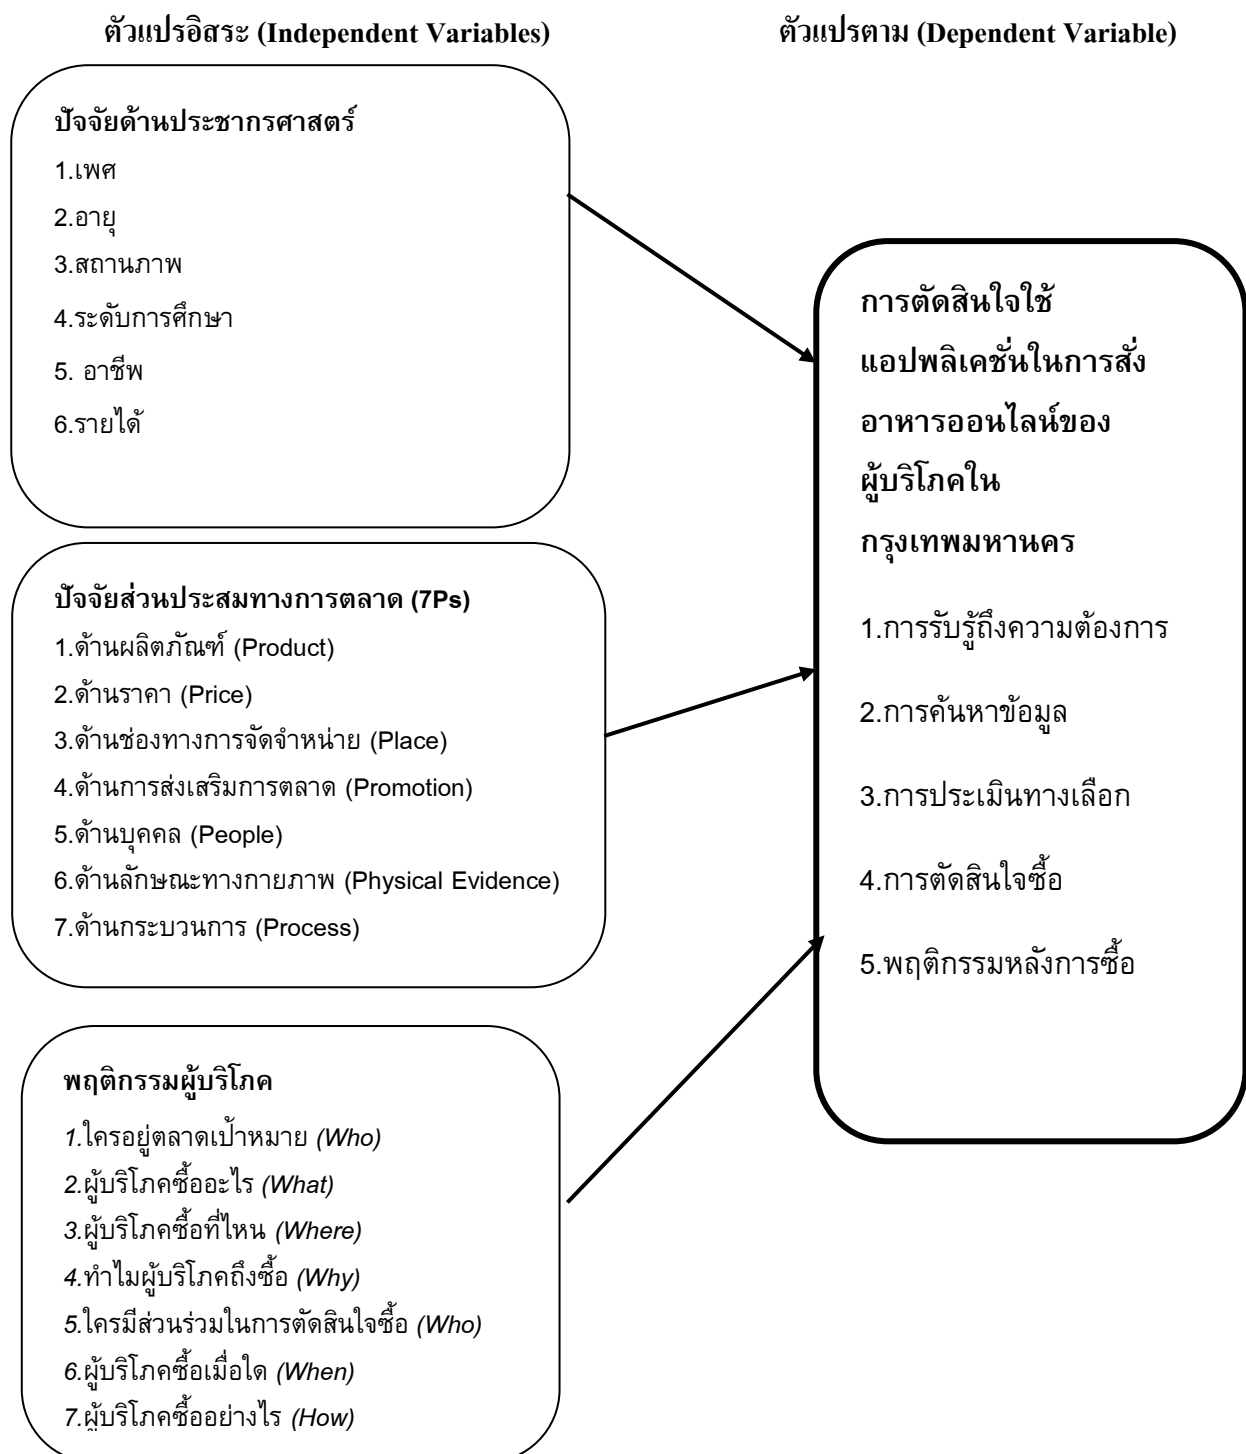 ตัวแปรอิสระ (Independent Variables)
ตัวแปรตาม (Dependent Variable)
ปัจจัยด้านประชากรศาสตร์
1.เพศ
2.อายุ
3.สถานภาพ
4.ระดับการศึกษา
5. อาชีพ
6.รายได้
ปัจจัยส่วนประสมทางการตลาด (7Ps)
1.ด้านผลิตภัณฑ์ (Product)
2.ด้านราคา (Price)
3.ด้านช่องทางการจัดจำหน่าย (Place)
4.ด้านการส่งเสริมการตลาด (Promotion)
5.ด้านบุคคล (People)
6.ด้านลักษณะทางกายภาพ (Physical Evidence)
7.ด้านกระบวนการ (Process)
พฤติกรรมผู้บริโภค
1.ใครอยู่ตลาดเป้าหมาย (Who)
2.ผู้บริโภคซื้ออะไร (What)
3.ผู้บริโภคซื้อที่ไหน (Where)
4.ทำไมผู้บริโภคถึงซื้อ (Why)
5.ใครมีส่วนร่วมในการตัดสินใจซื้อ (Who)
6.ผู้บริโภคซื้อเมื่อใด (When)
7.ผู้บริโภคซื้ออย่างไร (How)
การตัดสินใจใช้
แอปพลิเคชั่นในการสั่ง
อาหารออนไลน์ของ
ผู้บริโภคใน
กรุงเทพมหานคร
1.การรับรู้ถึงความต้องการ
2.การค้นหาข้อมูล
3.การประเมินทางเลือก
4.การตัดสินใจซื้อ
5.พฤติกรรมหลังการซื้อ